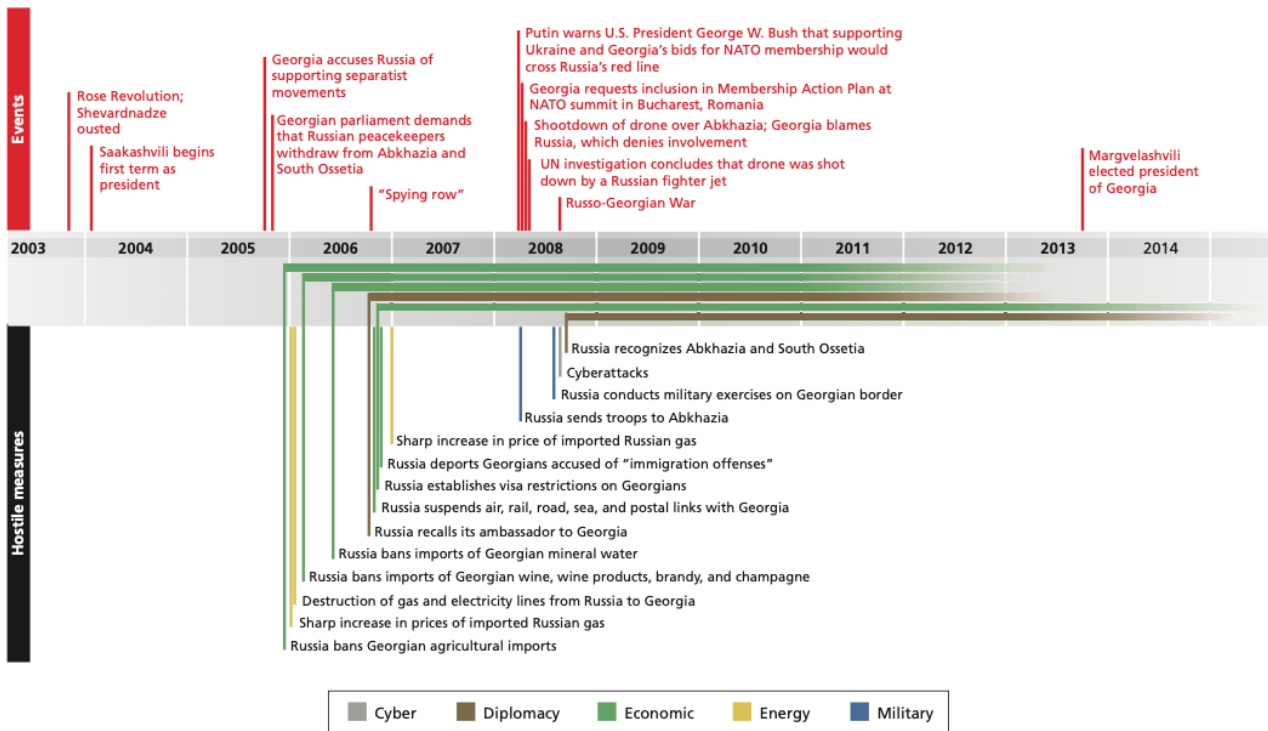 Events
Putin warns U.S. President George W. Bush that supporting
Ukraine and Georgia's bids for NATO membership would
cross Russia's red line
Georgia accuses Russia of
supporting separatist
movements
Georgia requests inclusion in Membership Action Plan at
NATO summit in Bucharest, Romania
Rose Revolution;
Shevardnadze
ousted
Georgian parliament demands
that Russian peacekeepers
withdraw from Abkhazia and
South Ossetia
Shootdown of drone over Abkhazia; Georgia blames
Russia, which denies involvement
Saakashvili begins
first term as
president
UN investigation concludes that drone was shot
down by a Russian fighter jet
Margvelashvili
elected president
of Georgia
"Spying row"
Russo-Georgian War
2003 2004 2005 2006 2007 2008 2009 2010 2011 2012 2013 2014
Hostile measures
Russia recognizes Abkhazia and South Ossetia
Cyberattacks
Russia conducts military exercises on Georgian border
Russia sends troops to Abkhazia
Sharp increase in price of imported Russian gas
Russia deports Georgians accused of "immigration offenses"
Russia establishes visa restrictions on Georgians
Russia suspends air, rail, road, sea, and postal links with Georgia
Russia recalls its ambassador to Georgia
Russia bans imports of Georgian mineral water
Russia bans imports of Georgian wine, wine products, brandy, and champagne
Destruction of gas and electricity lines from Russia to Georgia
Sharp increase in prices of imported Russian gas
Russia bans Georgian agricultural imports
Cyber Diplomacy Economic Energy Military